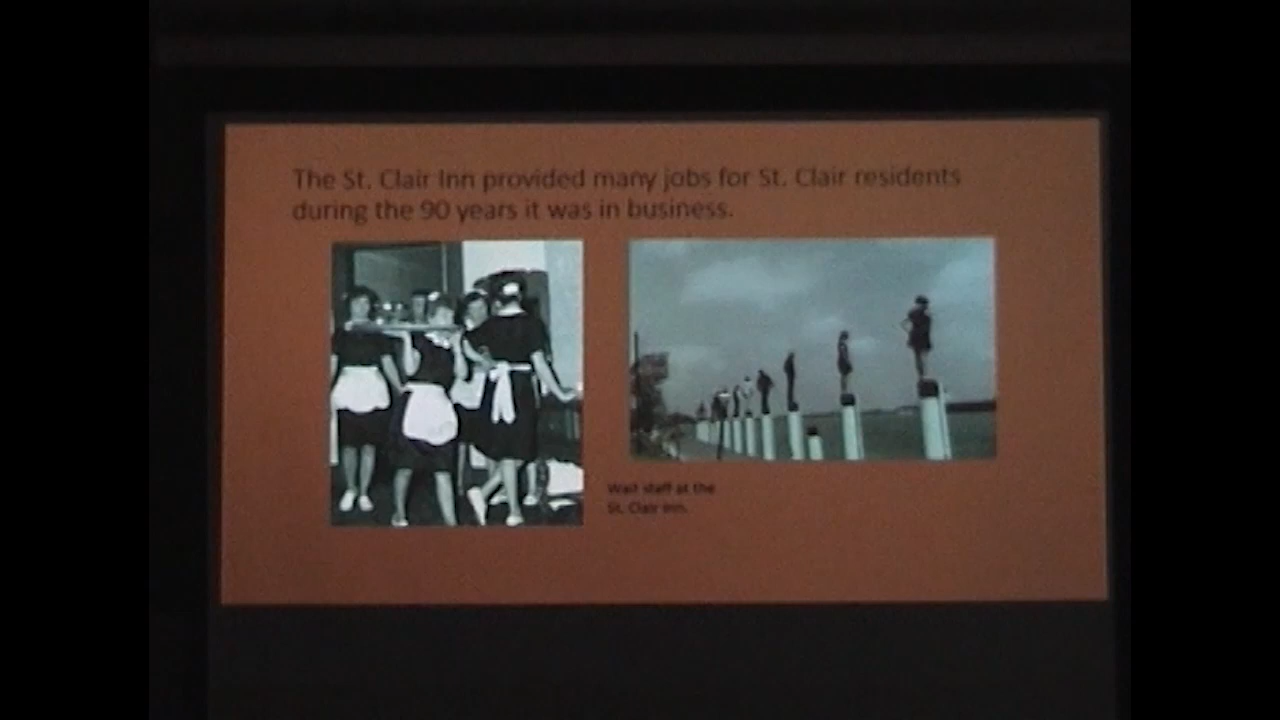 The St. Clair Inn provided many jobs for St. Clair residents
during the 90 years it was in business.
Wait staff at the
St. Clair Inn.